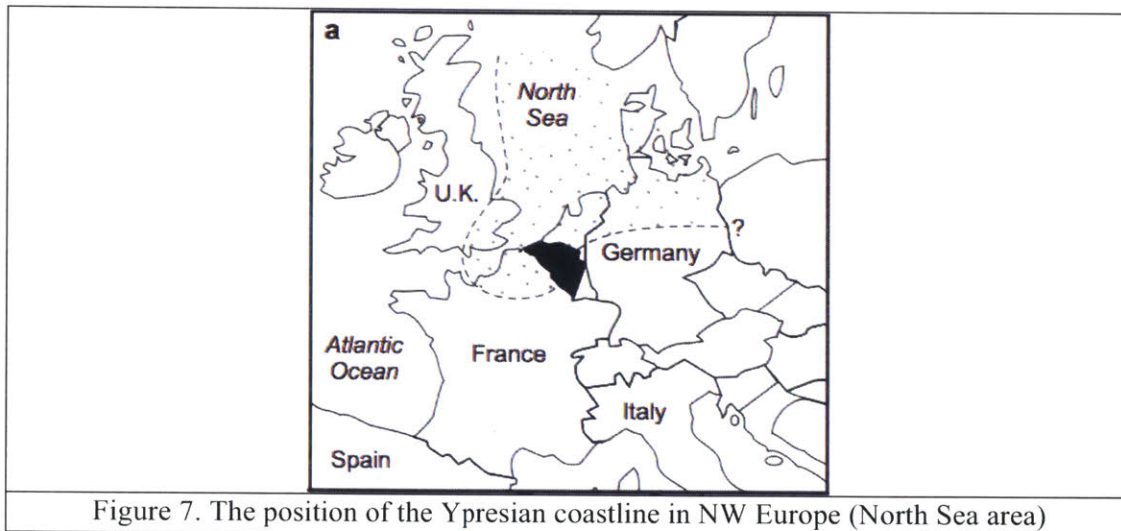 a
North
Sea
U.K.
?
Germany
Atlantic
Ocean
France
Italy
Spain
Figure 7. The position of the Ypresian coastline in NW Europe (North Sea area)